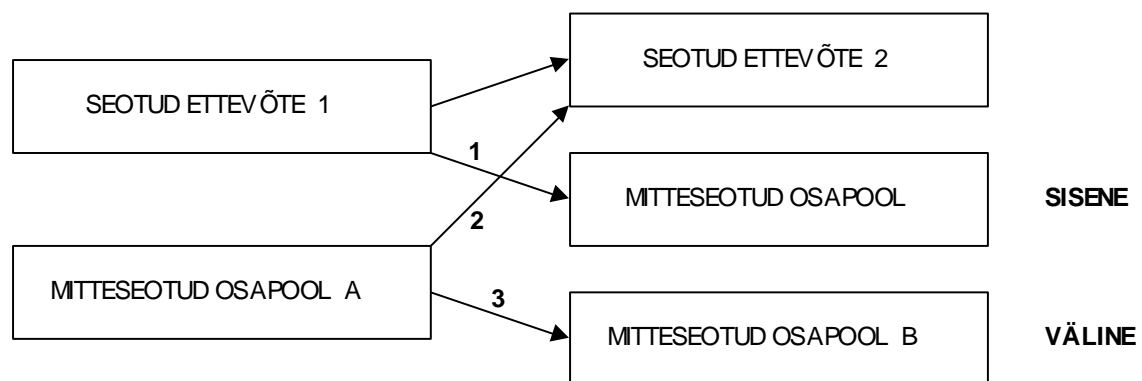 SEOTUD ETTEVÕTE 2
SEOTUD ETTEVÕTE 1
1
MITTESEOTUD OSAPOOL SISENE
2
MITTESEOTUD OSAPOOL A
3
MITTESEOTUD OSAPOOL B VÄLINE